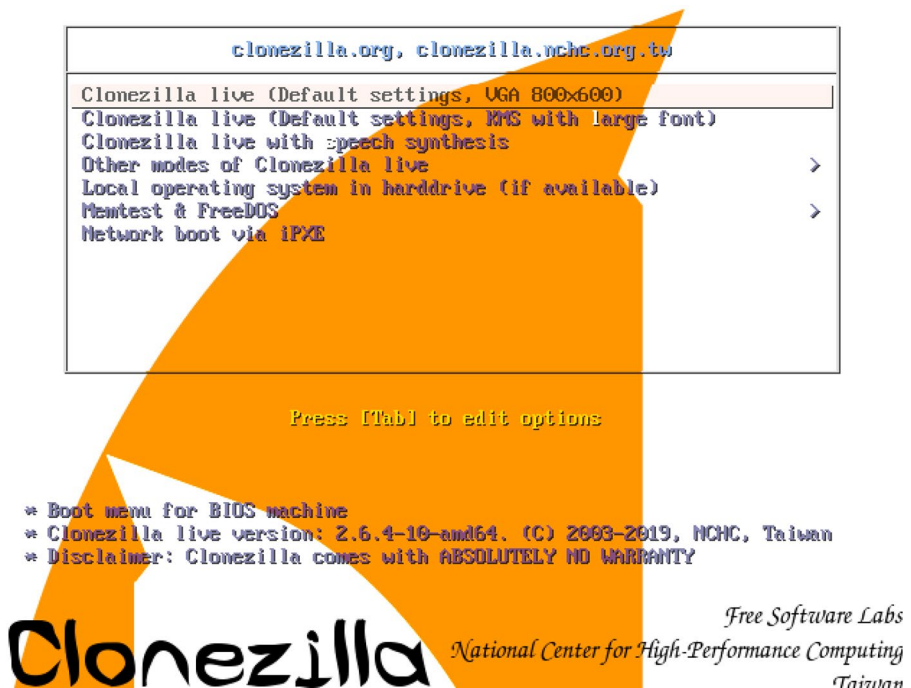 clonezilla.org, clonezilla.nchc.org.tw
Clonezilla live (Default settings, VGA 800x600)
Clonezilla live (Default settings, KMS with large font)
Clonezilla live with speech synthesis
Other modes of Clonezilla live >
Local operating system in harddrive (if available)
Memtest & FreeDOS >
Network boot via iPXE
Press [Tab] to edit options
* Boot menu for BIOS machine
* Clonezilla live version: 2.6.4-10-amd64. (C) 2003-2019, NCHC, Taiwan
* Disclaimer: Clonezilla comes with ABSOLUTELY NO WARRANTY
Free Software Labs
Clonezilla National Center for High-Performance Computing
Taiwan